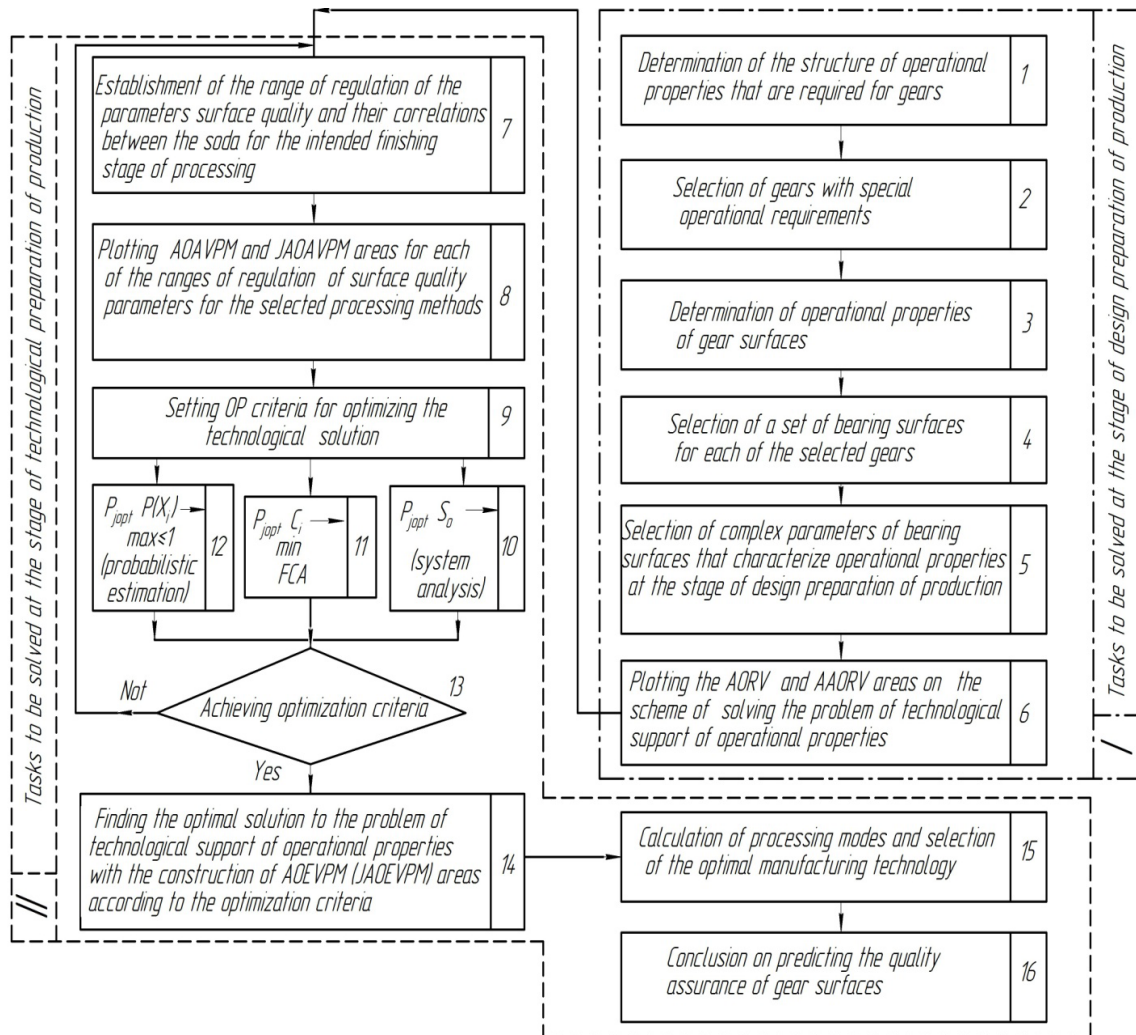 Tasks to be solved at the stage of design preparation of production
I
Determination of the structure of operational
properties that are required for gears
1
Selection of gears with special
operational requirements
2
Determination of operational properties
of gear surfaces
3
Selection of a set of bearing surfaces
for each of the selected gears
4
Selection of complex parameters of bearing
surfaces that characterize operational properties
at the stage of design preparation of production
5
Plotting the AORV and AAORV areas on the
scheme of solving the problem of technological
support of operational properties
6
Tasks to be solved at the stage of technological preparation of production
II
Establishment of the range of regulation of the
parameters surface quality and their correlations
between the soda for the intended finishing
stage of processing
7
Plotting AOAVPM and JAOAVPM areas for each
of the ranges of regulation of surface quality
parameters for the selected processing methods
8
Setting OP criteria for optimizing the
technological solution
9
Pjopt P(Xi) →
max≤1
(probabilistic
estimation)
12
Pjopt Ci →
min
FCA
11
Pjopt So →
(system
analysis)
10
Achieving optimization criteria
13
Not
Yes
Finding the optimal solution to the problem of
technological support of operational properties
with the construction of AOEVPM (JAOEVPM) areas
according to the optimization criteria
14
Calculation of processing modes and selection
of the optimal manufacturing technology
15
Conclusion on predicting the quality
assurance of gear surfaces
16